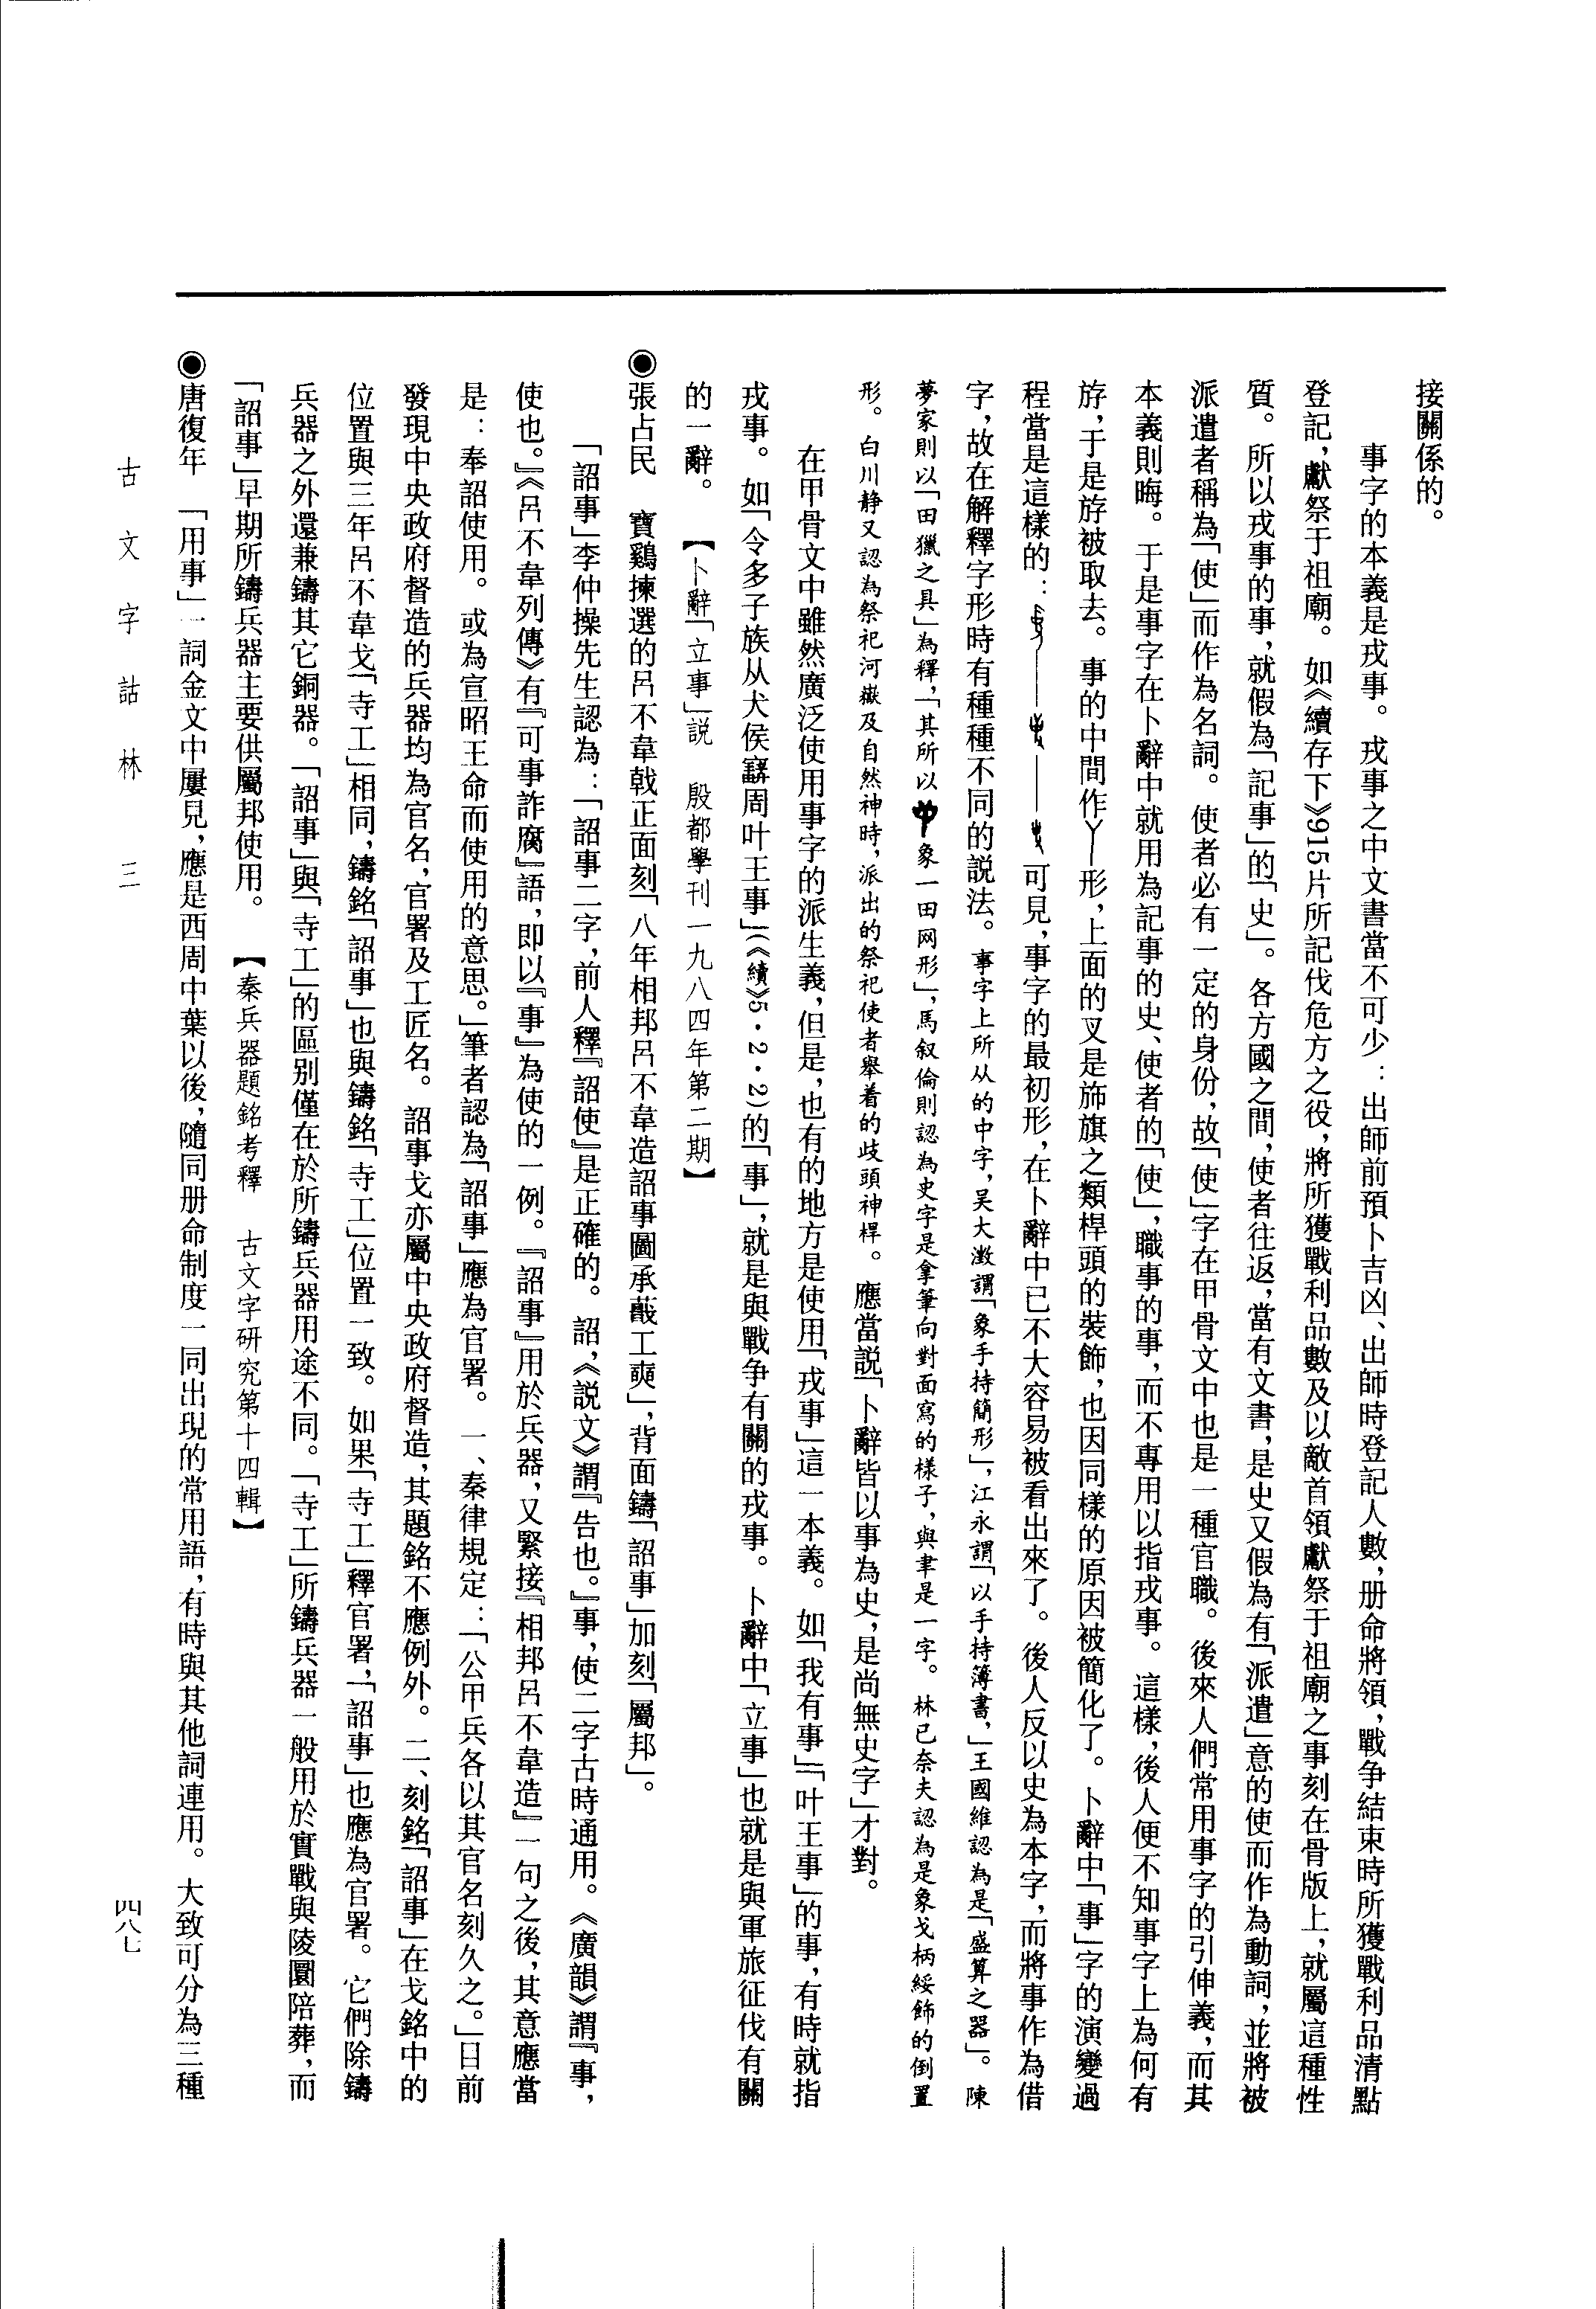 接關係的。
事字的本義是戎事。戎事之中文書當不可少：出師前預卜吉凶、出師時登記人數，册命將領，戰争結束時所獲戰利品清點
登記，獻祭于祖廟。如《續存下》915片所記伐危方之役，將所獲戰利品數及以敵首領獻祭于祖廟之事刻在骨版上，就屬這種性
質。所以戎事的事，就假為「記事」的「史」。各方國之間，使者往返，當有文書，是史又假為有「派遣」意的使而作為動詞，並將被
派遣者稱為「使」而作為名詞。使者必有一定的身份，故「使」字在甲骨文中也是一種官職。後來人們常用事字的引伸義，而其
本義則晦。于是事字在卜辭中就用為記事的史、使者的「使」，職事的事，而不專用以指戎事。這樣，後人便不知事字上為何有
斿，于是斿被取去。事的中間作丫—形，上面的叉是斾旗之類桿頭的裝飾，也因同樣的原因被簡化了。卜辭中「事」字的演變過
程當是這樣的：——————可見，事字的最初形，在卜辭中已不大容易被看出來了。後人反以史為本字，而將事作為借
字，故在解釋字形時有種種不同的説法。事字上所从的中字，吴大澂謂「象手持簡形」，江永謂「以手持簿書，」王國維認為是「盛算之器」。陳
夢家則以「田獵之具」為釋，「其所以象一田网形」，馬叙倫則認為史字是拿筆向對面寫的樣子，與聿是一字。林已奈夫認為是象戈柄綏飾的倒置
形。白川静又認為祭祀河嶽及自然神時，派出的祭祀使者舉着的歧頭神桿。應當説「卜辭皆以事為史，是尚無史字」才對。
在甲骨文中雖然廣泛使用事字的派生義，但是，也有的地方是使用「戎事」這一本義。如「我有事」「叶王事」的事，有時就指
戎事。如「令多子族从犬侯周叶王事」（《續》5·2·2）的「事」，就是與戰争有關的戎事。卜辭中「立事」也就是與軍旅征伐有關
的一辭。【卜辭「立事」説　殷都學刊一九八四年第二期】
◉張占民　寶鷄揀選的呂不韋戟正面刻「八年相邦呂不韋造詔事圖承蕺工奭」，背面鑄「詔事」加刻「屬邦」。
「詔事」李仲操先生認為：「詔事二字，前人釋『詔使』是正確的。詔，《説文》謂『告也。』事，使二字古時通用。《廣韻》謂『事，
使也。』《呂不韋列傳》有『可事詐腐』語，即以『事』為使的一例。『詔事』用於兵器，又緊接『相邦呂不韋造』一句之後，其意應當
是：奉詔使用。或為宣昭王命而使用的意思。」筆者認為「詔事」應為官署。一、秦律規定：「公甲兵各以其官名刻久之。」目前
發現中央政府督造的兵器均為官名，官署及工匠名。詔事戈亦屬中央政府督造，其題銘不應例外。二、刻銘「詔事」在戈銘中的
位置與三年呂不韋戈「寺工」相同，鑄銘「詔事」也與鑄銘「寺工」位置一致。如果「寺工」釋官署，「詔事」也應為官署。它們除鑄
兵器之外還兼鑄其它銅器。「詔事」與「寺工」的區别僅在於所鑄兵器用途不同。「寺工」所鑄兵器一般用於實戰與陵園陪葬，而
「詔事」早期所鑄兵器主要供屬邦使用。【秦兵器題銘考釋　古文字研究第十四輯】
◉唐復年　「用事」一詞金文中屢見，應是西周中葉以後，隨同册命制度一同出現的常用語，有時與其他詞連用。大致可分為三種
古文字詁林　三
四八七